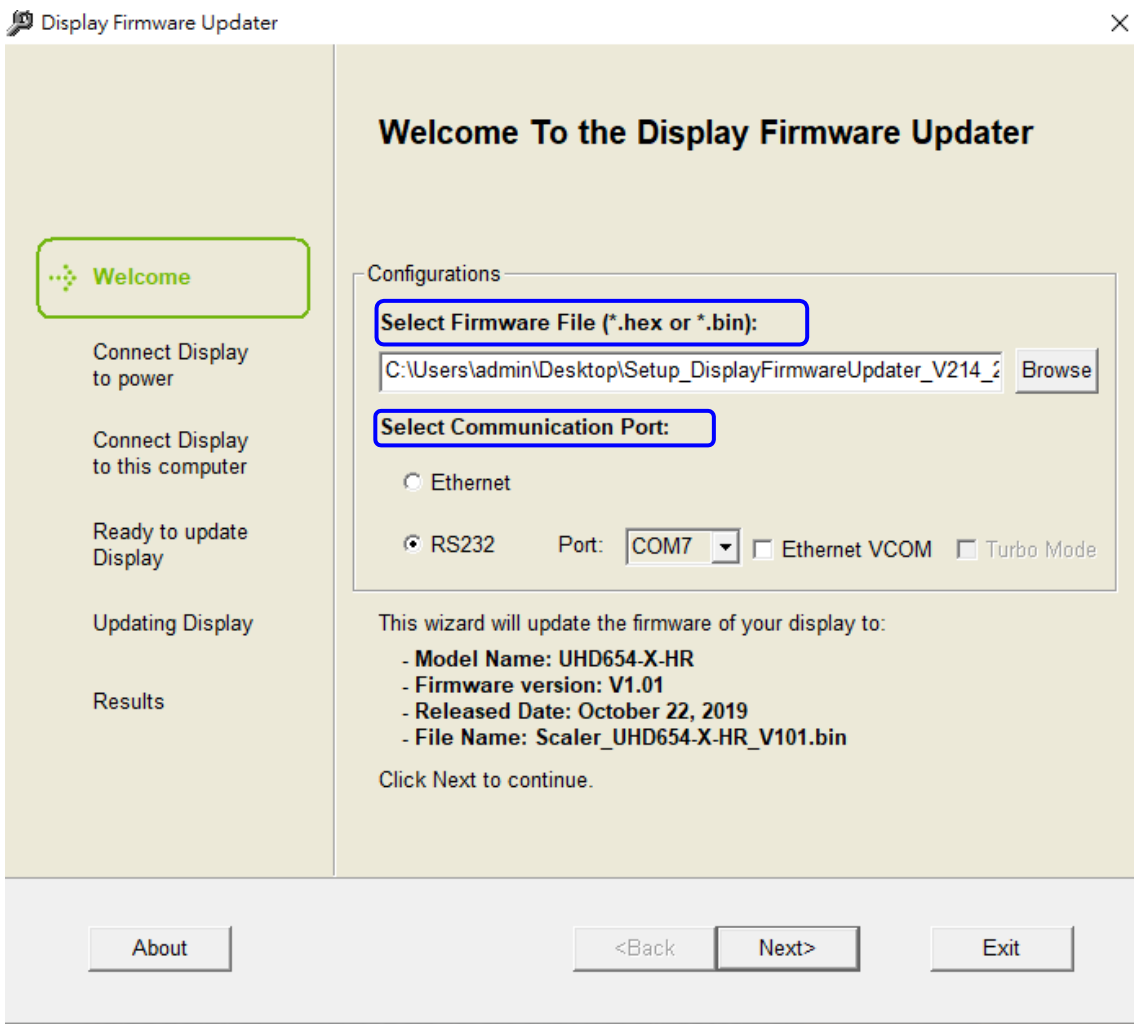 Display Firmware Updater
Welcome To the Display Firmware Updater
Welcome
Connect Display
to power
Connect Display
to this computer
Ready to update
Display
Updating Display
Results
Configurations
Select Firmware File (*.hex or *.bin):
C:\Users\admin\Desktop\Setup_DisplayFirmwareUpdater_V214_2
Browse
Select Communication Port:
Ethernet
RS232 Port: COM7 Ethernet VCOM Turbo Mode
This wizard will update the firmware of your display to:
- Model Name: UHD654-X-HR
- Firmware version: V1.01
- Released Date: October 22, 2019
- File Name: Scaler_UHD654-X-HR_V101.bin
Click Next to continue.
About <Back Next> Exit